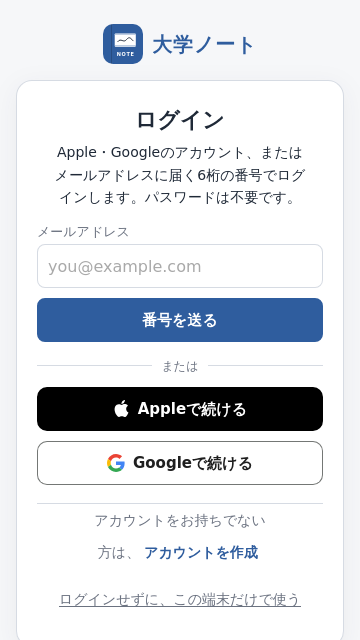 NOTE
大学ノート
ログイン
Apple・Googleのアカウント、または
メールアドレスに届く6桁の番号でログ
インします。パスワードは不要です。
メールアドレス
you@example.com
番号を送る
または
Appleで続ける
Googleで続ける
アカウントをお持ちでない
方は、 アカウントを作成
ログインせずに、この端末だけで使う